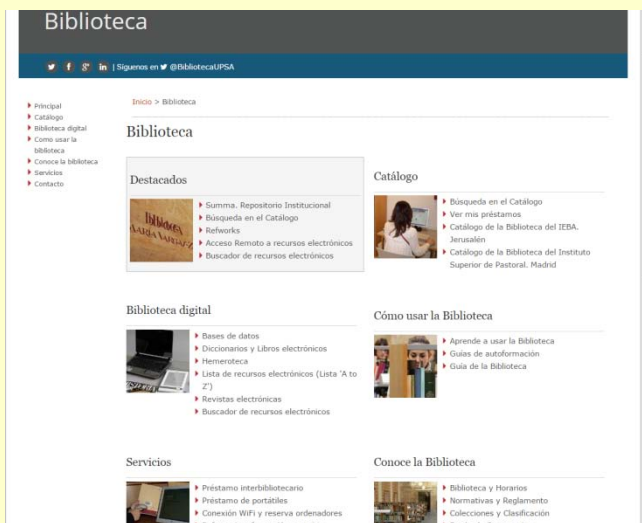 Biblioteca
| Síguenos en @BibliotecaUPSA
Principal
Catálogo
Biblioteca digital
Como usar la
biblioteca
Conoce la biblioteca
Servicios
Contacto
Inicio > Biblioteca
Biblioteca
Destacados
Summa. Repositorio Institucional
Búsqueda en el Catálogo
Refworks
Acceso Remoto a recursos electrónicos
Buscador de recursos electrónicos
Catálogo
Búsqueda en el Catálogo
Ver mis préstamos
Catálogo de la Biblioteca del IEBA.
Jerusalén
Catálogo de la Biblioteca del Instituto
Superior de Pastoral. Madrid
Biblioteca digital
Bases de datos
Diccionarios y Libros electrónicos
Hemeroteca
Lista de recursos electrónicos (Lista 'A to
Z')
Revistas electrónicas
Buscador de recursos electrónicos
Cómo usar la Biblioteca
Aprende a usar la Biblioteca
Guías de autoformación
Guía de la Biblioteca
Servicios
Préstamo interbibliotecario
Préstamo de portátiles
Conexión WiFi y reserva ordenadores
Conoce la Biblioteca
Biblioteca y Horarios
Normativas y Reglamento
Colecciones y Clasificación